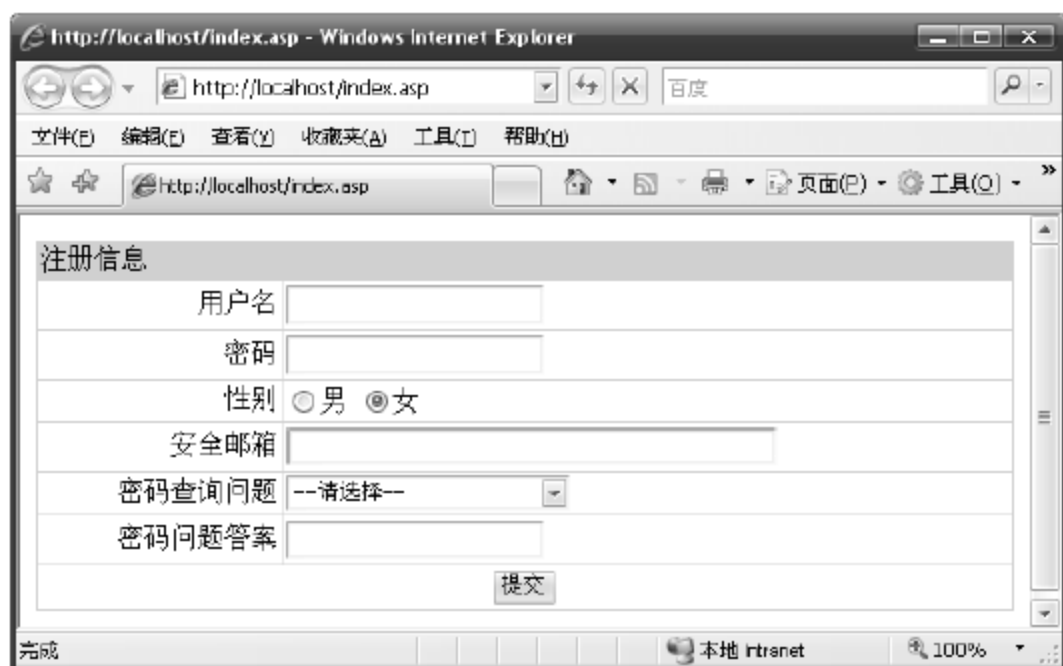 http://localhost/index.asp - Windows Internet Explorer
http://localhost/index.asp 百度
文件(F) 编辑(E) 查看(V) 收藏夹(A) 工具(T) 帮助(H)
http://localhost/index.asp 页面(P) 工具(O) »
注册信息
用户名
密码
性别 男 女
安全邮箱
密码查询问题 --请选择--
密码问题答案
提交
完成 本地 Intranet 100%